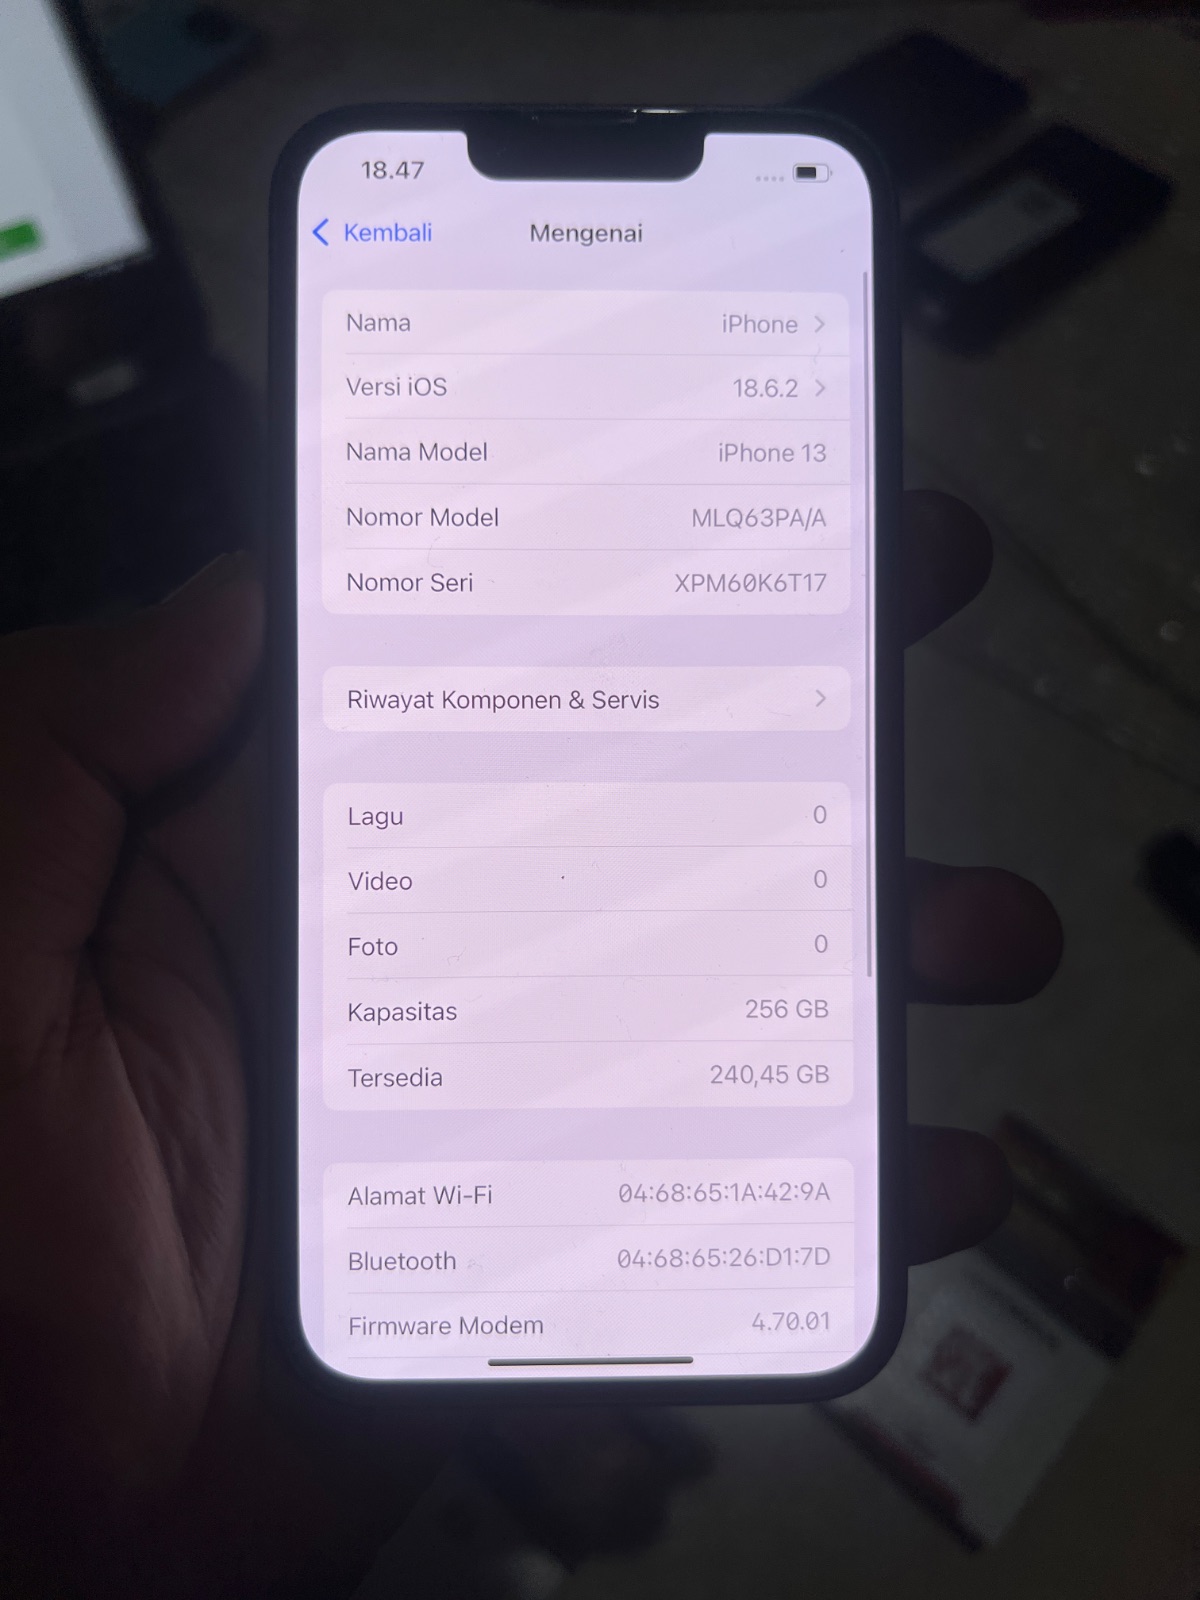 18.47
Kembali Mengenai
Nama iPhone
Versi iOS 18.6.2
Nama Model iPhone 13
Nomor Model MLQ63PA/A
Nomor Seri XPM60K6T17
Riwayat Komponen & Servis
Lagu 0
Video 0
Foto 0
Kapasitas 256 GB
Tersedia 240,45 GB
Alamat Wi-Fi 04:68:65:1A:42:9A
Bluetooth 04:68:65:26:D1:7D
Firmware Modem 4.70.01